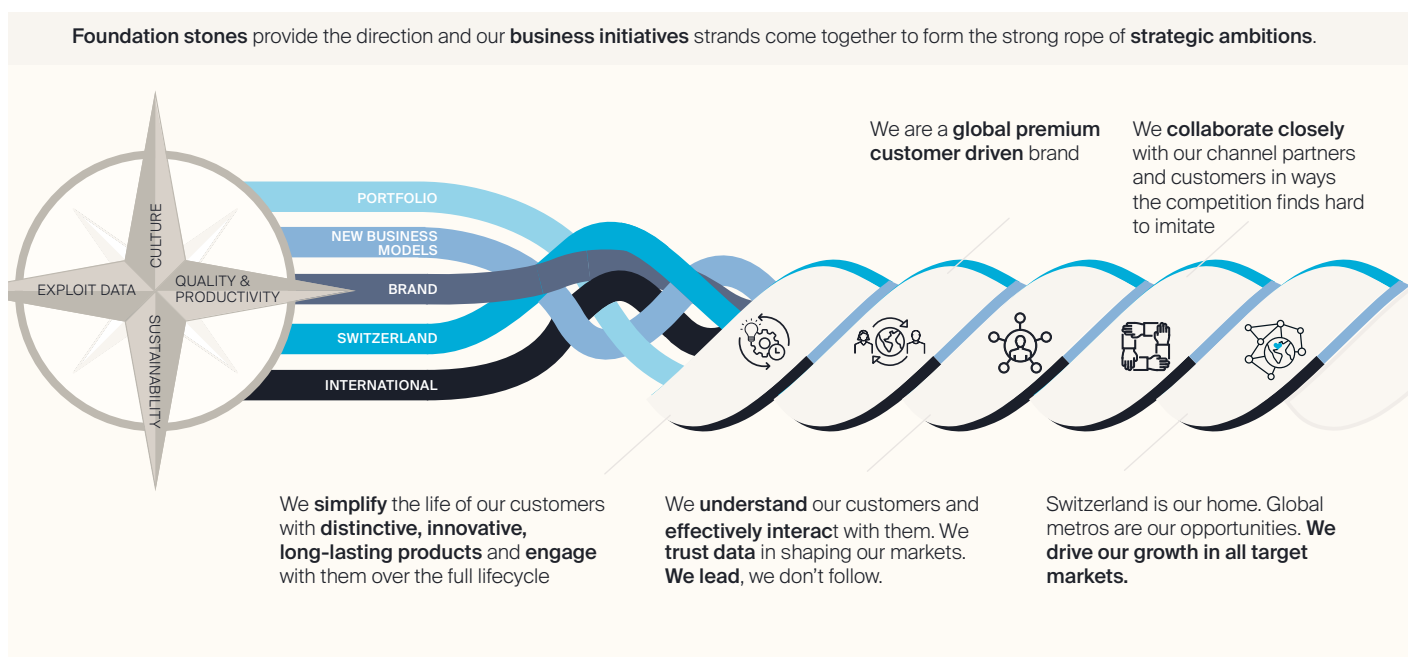 Foundation stones provide the direction and our business initiatives strands come together to form the strong rope of strategic ambitions.
CULTURE
EXPLOIT DATA
QUALITY &
PRODUCTIVITY
SUSTAINABILITY
PORTFOLIO
NEW BUSINESS
MODELS
BRAND
SWITZERLAND
INTERNATIONAL
We are a global premium
customer driven brand
We collaborate closely
with our channel partners
and customers in ways
the competition finds hard
to imitate
We simplify the life of our customers
with distinctive, innovative,
long-lasting products and engage
with them over the full lifecycle
We understand our customers and
effectively interact with them. We
trust data in shaping our markets.
We lead, we don’t follow.
Switzerland is our home. Global
metros are our opportunities. We
drive our growth in all target
markets.